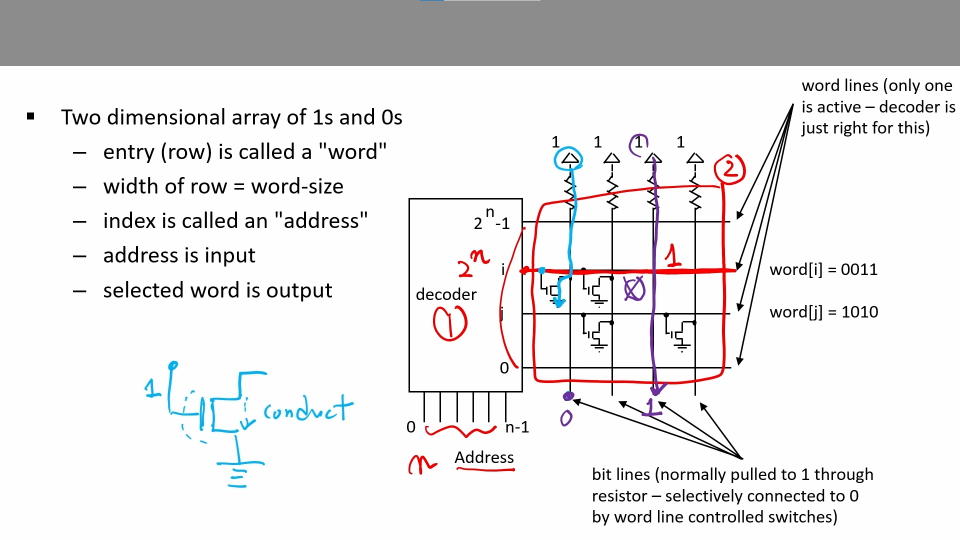 word lines (only one
is active – decoder is
just right for this)
▪ Two dimensional array of 1s and 0s
– entry (row) is called a "word"
– width of row = word-size
– index is called an "address"
– address is input
– selected word is output
1 1 1 1
2
2^n-1
2^n
i
1
word[i] = 0011
decoder
1
j
word[j] = 1010
0
1
conduct
0 n-1
0
1
n
Address
bit lines (normally pulled to 1 through
resistor – selectively connected to 0
by word line controlled switches)